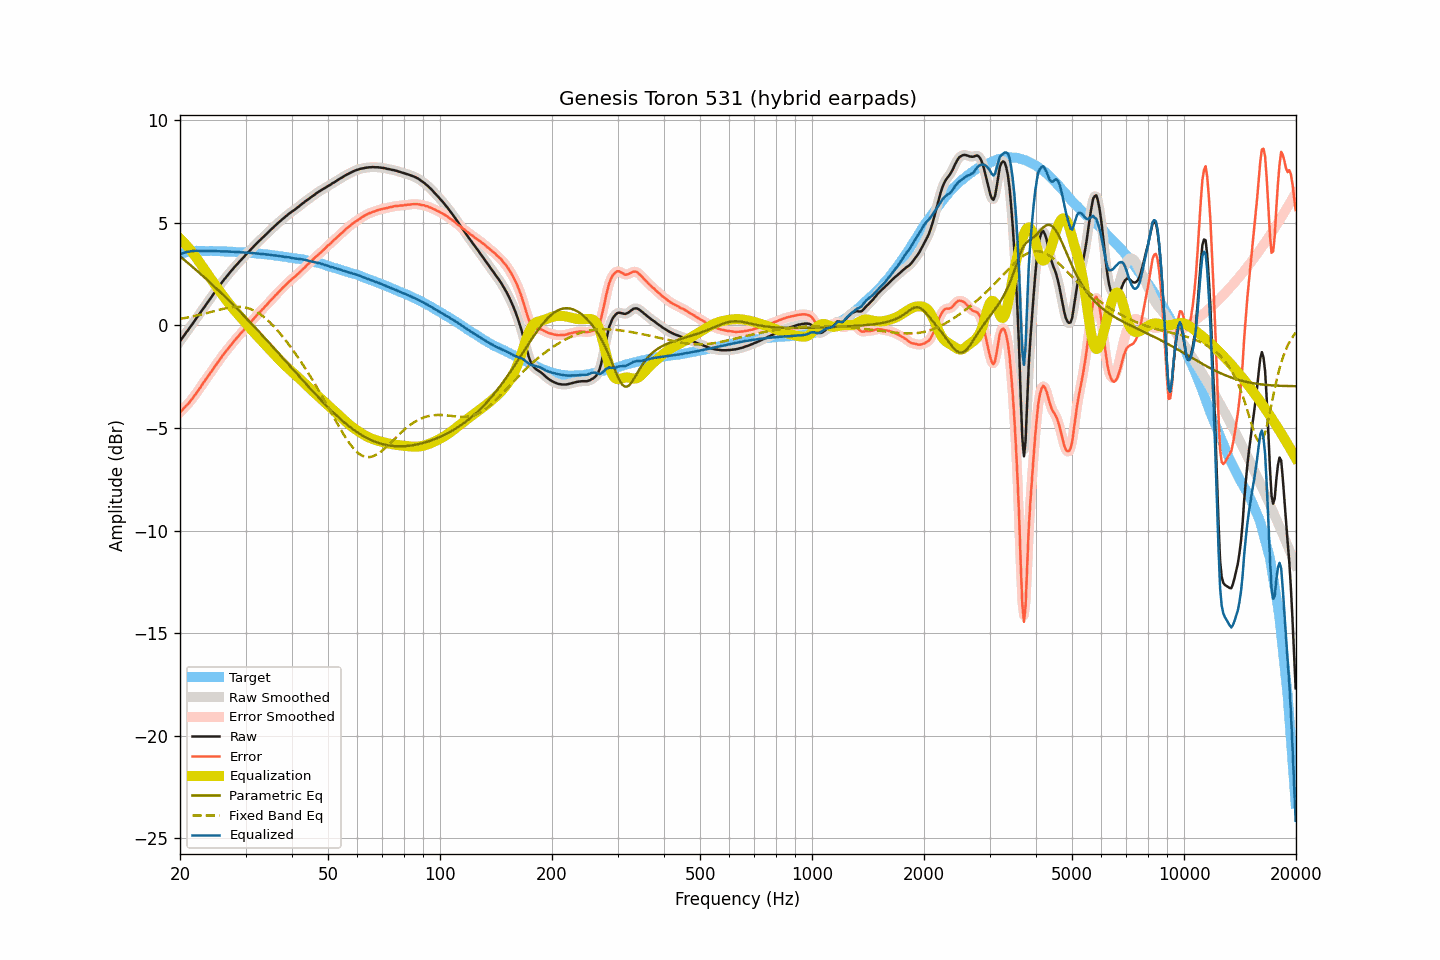 Genesis Toron 531 (hybrid earpads)
10
5
0
−5
−10
−15
−20
−25
Amplitude (dBr)
Target
Raw Smoothed
Error Smoothed
Raw
Error
Equalization
Parametric Eq
Fixed Band Eq
Equalized
20 50 100 200 500 1000 2000 5000 10000 20000
Frequency (Hz)